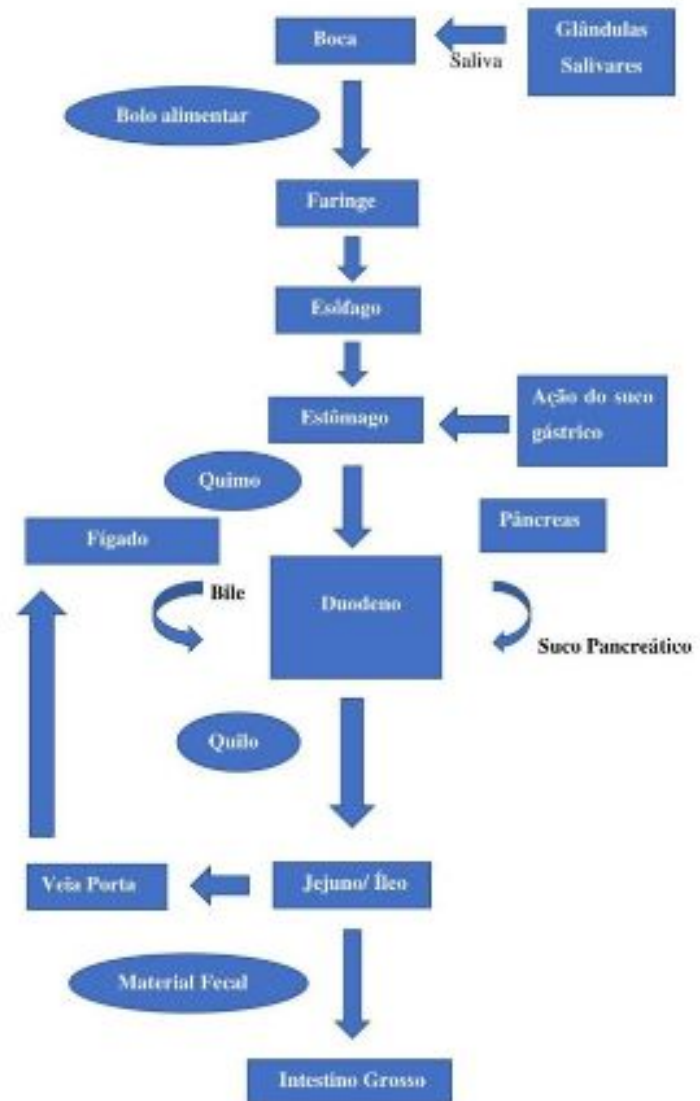 Boca
Saliva
Glândulas
Salivares
Bolo alimentar
Faringe
Esôfago
Estômago
Ação do suco
gástrico
Quimo
Pâncreas
Fígado
Bile
Duodeno
Suco Pancreático
Quilo
Veia Porta
Jejuno/ Íleo
Material Fecal
Intestino Grosso